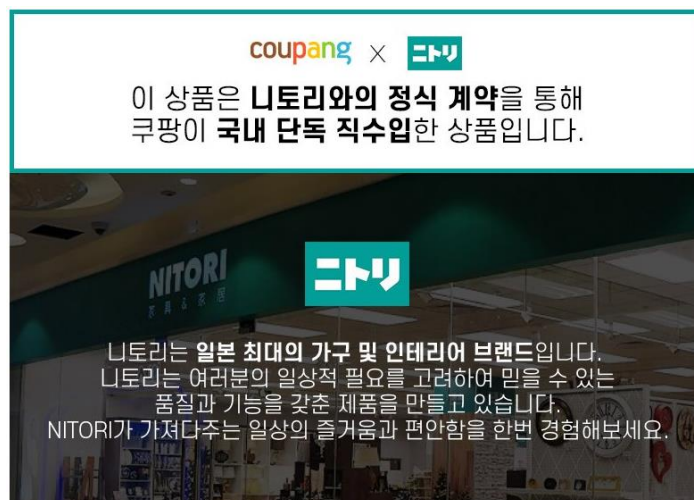 coupang × ニトリ
이 상품은 니토리와의 정식 계약을 통해
쿠팡이 국내 단독 직수입한 상품입니다.
NITORI
家具&家居
ニトリ
니토리는 일본 최대의 가구 및 인테리어 브랜드입니다.
니토리는 여러분의 일상적 필요를 고려하여 믿을 수 있는
품질과 기능을 갖춘 제품을 만들고 있습니다.
NITORI가 가져다주는 일상의 즐거움과 편안함을 한번 경험해보세요.